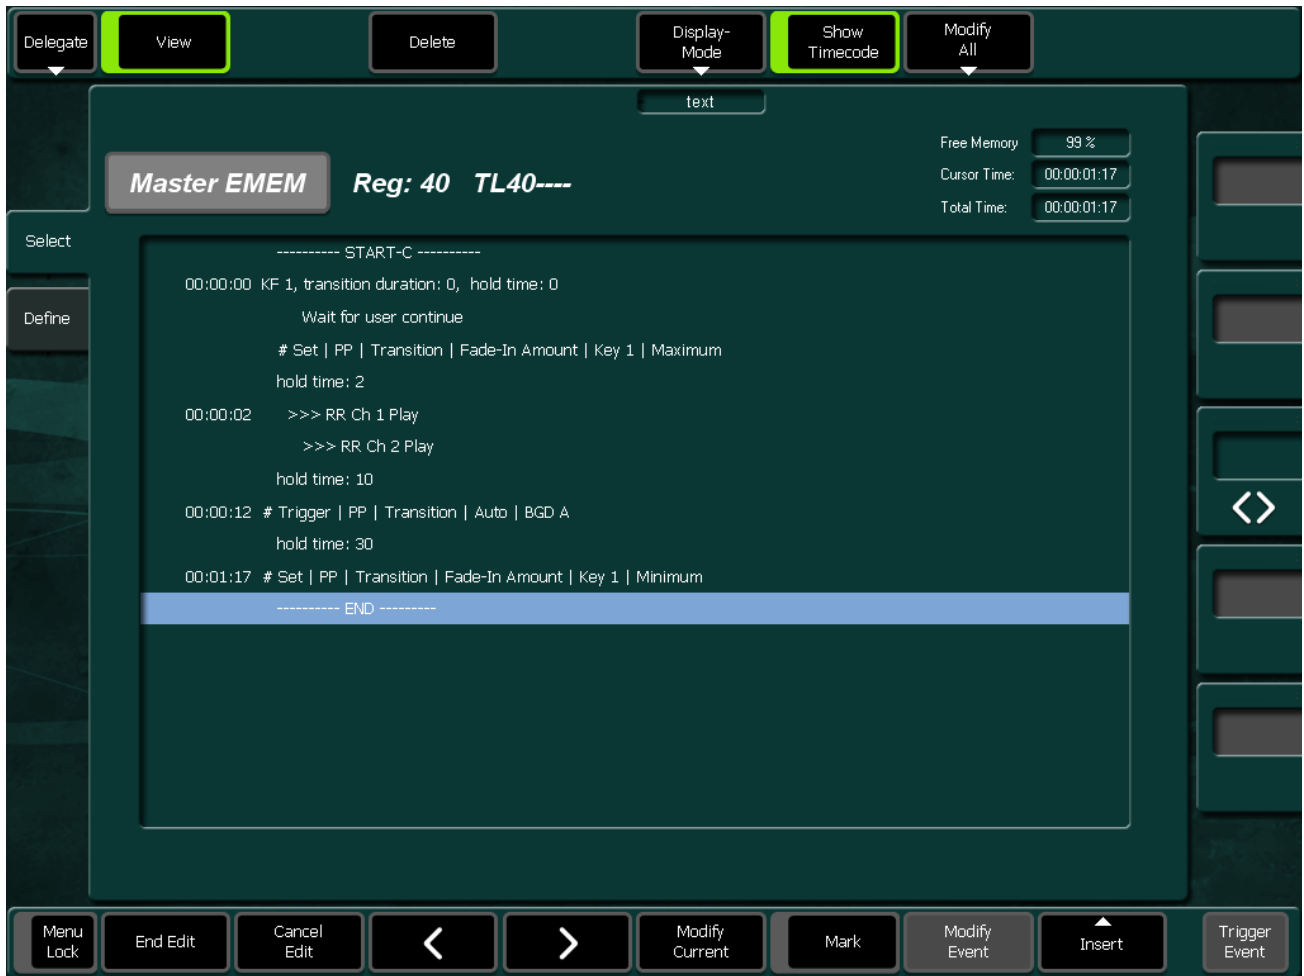 Delegate
View
Delete
Display-
Mode
Show
Timecode
Modify
All
text
Free Memory 99 %
Master EMEM Reg: 40 TL40----
Cursor Time: 00:00:01:17
Total Time: 00:00:01:17
Select
Define
---------- START-C ----------
00:00:00 KF 1, transition duration: 0, hold time: 0
Wait for user continue
# Set | PP | Transition | Fade-In Amount | Key 1 | Maximum
hold time: 2
00:00:02 >>> RR Ch 1 Play
>>> RR Ch 2 Play
hold time: 10
00:00:12 # Trigger | PP | Transition | Auto | BGD A
hold time: 30
00:01:17 # Set | PP | Transition | Fade-In Amount | Key 1 | Minimum
---------- END ---------
Menu
Lock
End Edit
Cancel
Edit
Modify
Current
Mark
Modify
Event
Insert
Trigger
Event